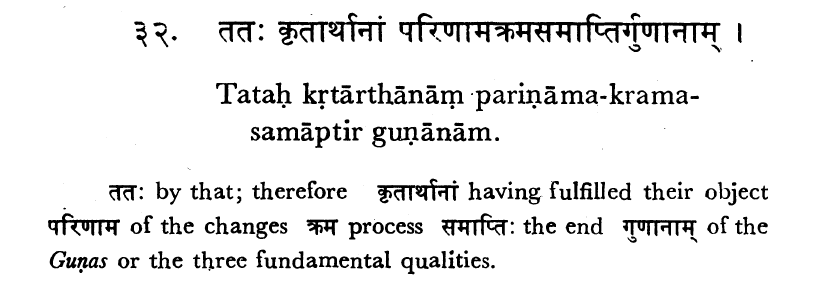 ३२. ततः कृतार्थानां परिणामक्रमसमाप्तिर्गुणानाम् ।
Tataḥ kṛtārthānāṃ pariṇāma-krama-
samāptir guṇānām.
ततः by that; therefore कृतार्थानां having fulfilled their object
परिणाम of the changes क्रम process समाप्तिः the end गुणानाम् of the
Guṇas or the three fundamental qualities.